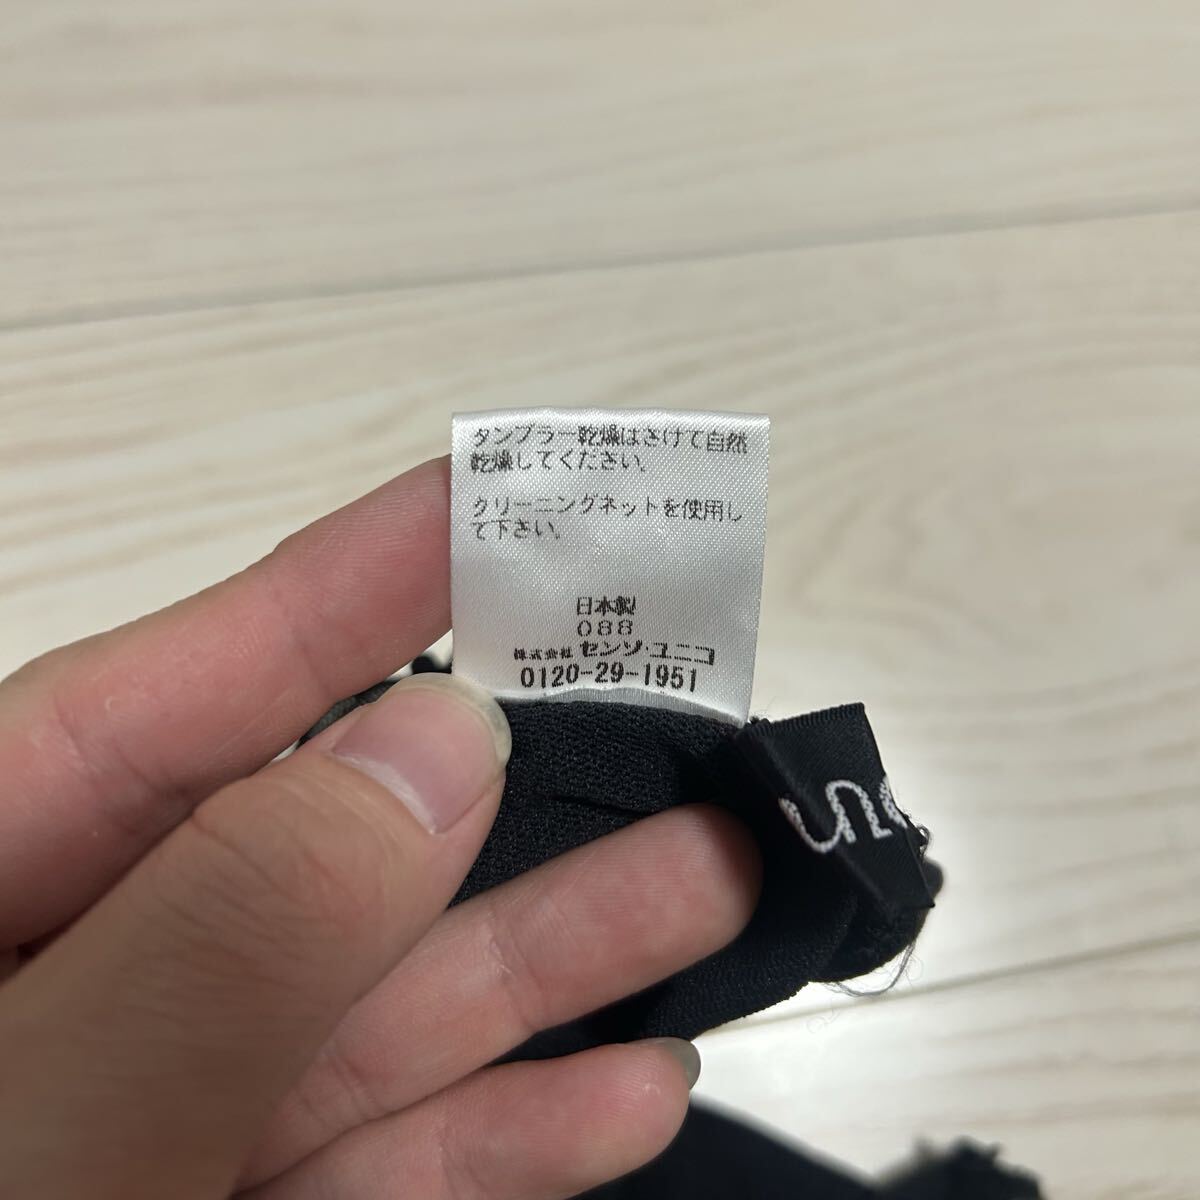 タンブラー乾燥はさけて自然
乾燥してください。
クリーニングネットを使用し
て下さい。
日本製
088
株式会社 センソ・ユニコ
0120-29-1951